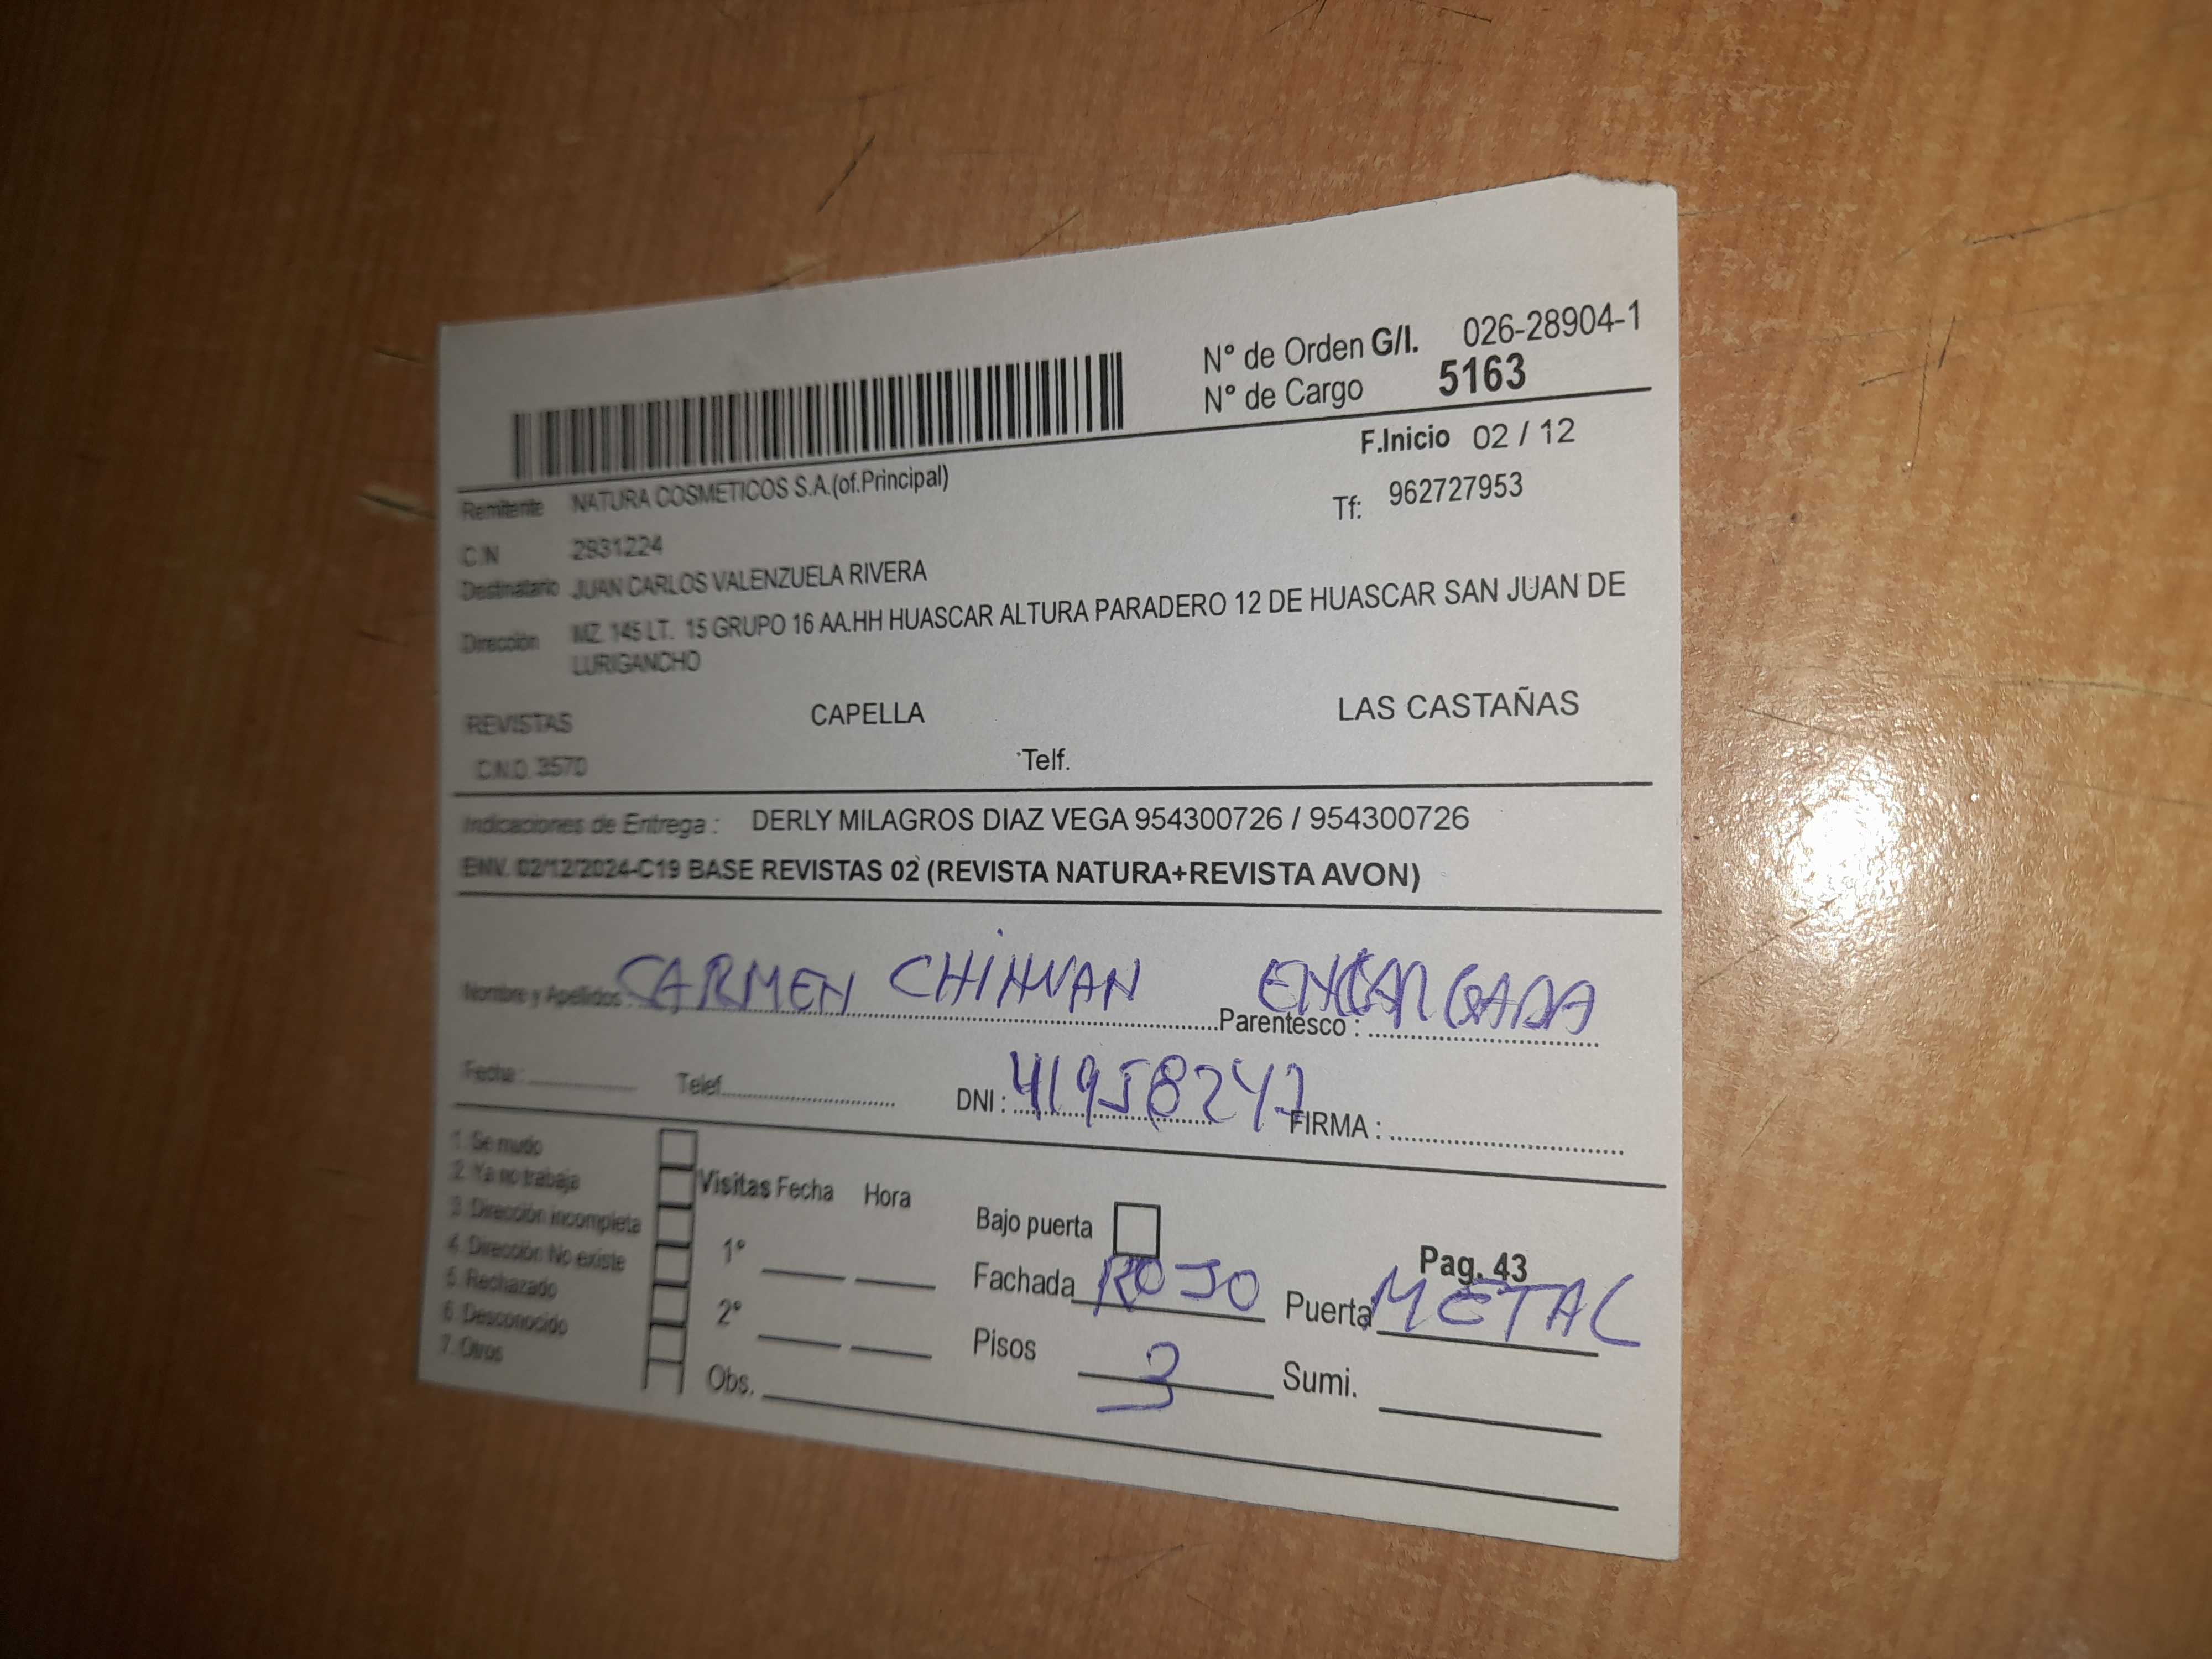 N° de Orden G/I. 026-28904-1
N° de Cargo 5163
F.Inicio 02 / 12
Remitente NATURA COSMETICOS S.A.(of.Principal)
Tf: 962727953
C.N 2931224
Destinatario JUAN CARLOS VALENZUELA RIVERA
Dirección MZ. 145 LT. 15 GRUPO 16 AA.HH HUASCAR ALTURA PARADERO 12 DE HUASCAR SAN JUAN DE
LURIGANCHO
REVISTAS CAPELLA LAS CASTAÑAS
C.N.O. 3570 Telf.
Indicaciones de Entrega : DERLY MILAGROS DIAZ VEGA 954300726 / 954300726
ENV. 02/12/2024-C19 BASE REVISTAS 02 (REVISTA NATURA+REVISTA AVON)
Nombre y Apellidos : CARMEN CHIHUAN Parentesco : ENCARGADA
Fecha : Telef. DNI : 41958247 FIRMA :
1. Se mudo
2. Ya no trabaja
3. Dirección incompleta
4. Dirección No existe
5. Rechazado
6. Desconocido
7. Otros
Visitas Fecha Hora
1°
2°
Obs.
Bajo puerta
Pag. 43
Fachada ROJO Puerta METAL
Pisos 3 Sumi.